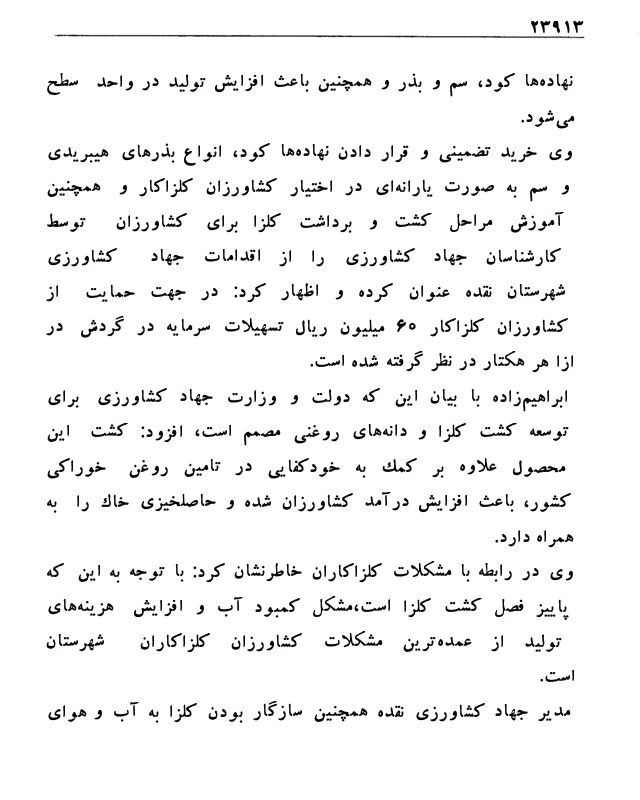 ۲۳۹۱۳
نهاده‌ها کود، سم و بذر و همچنین باعث افزایش تولید در واحد سطح
می‌شود.
وی خرید تضمینی و قرار دادن نهاده‌ها کود، انواع بذرهای هیبریدی
و سم به صورت یارانه‌ای در اختیار کشاورزان کلزاکار و همچنین
آموزش مراحل کشت و برداشت کلزا برای کشاورزان توسط
کارشناسان جهاد کشاورزی را از اقدامات جهاد کشاورزی
شهرستان نقده عنوان کرده و اظهار کرد: در جهت حمایت از
کشاورزان کلزاکار ۶۰ میلیون ریال تسهیلات سرمایه در گردش در
ازا هر هکتار در نظر گرفته شده است.
ابراهیم‌زاده با بیان این که دولت و وزارت جهاد کشاورزی برای
توسعه کشت کلزا و دانه‌های روغنی مصمم است، افزود: کشت این
محصول علاوه بر کمك به خودکفایی در تامین روغن خوراکی
کشور، باعث افزایش درآمد کشاورزان شده و حاصلخیزی خاك را به
همراه دارد.
وی در رابطه با مشکلات کلزاکاران خاطرنشان کرد: با توجه به این که
پاییز فصل کشت کلزا است،مشکل کمبود آب و افزایش هزینه‌های
تولید از عمده‌ترین مشکلات کشاورزان کلزاکاران شهرستان
است.
مدیر جهاد کشاورزی نقده همچنین سازگار بودن کلزا به آب و هوای